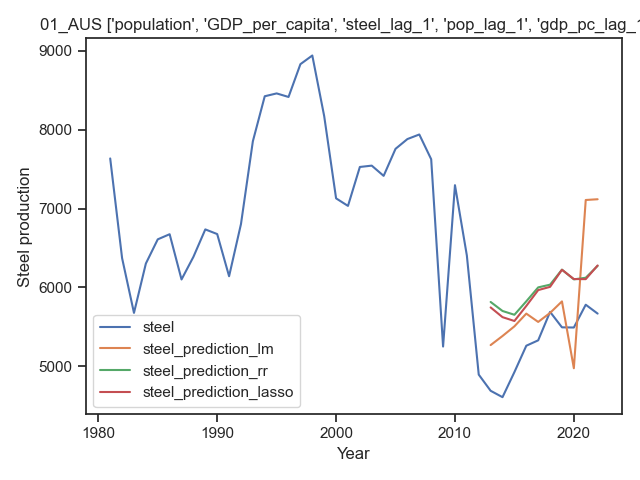 01_AUS ['population', 'GDP_per_capita', 'steel_lag_1', 'pop_lag_1', 'gdp_pc_lag_1
9000
8000
7000
6000
5000
Steel production
steel
steel_prediction_lm
steel_prediction_rr
steel_prediction_lasso
1980
1990
2000
2010
2020
Year